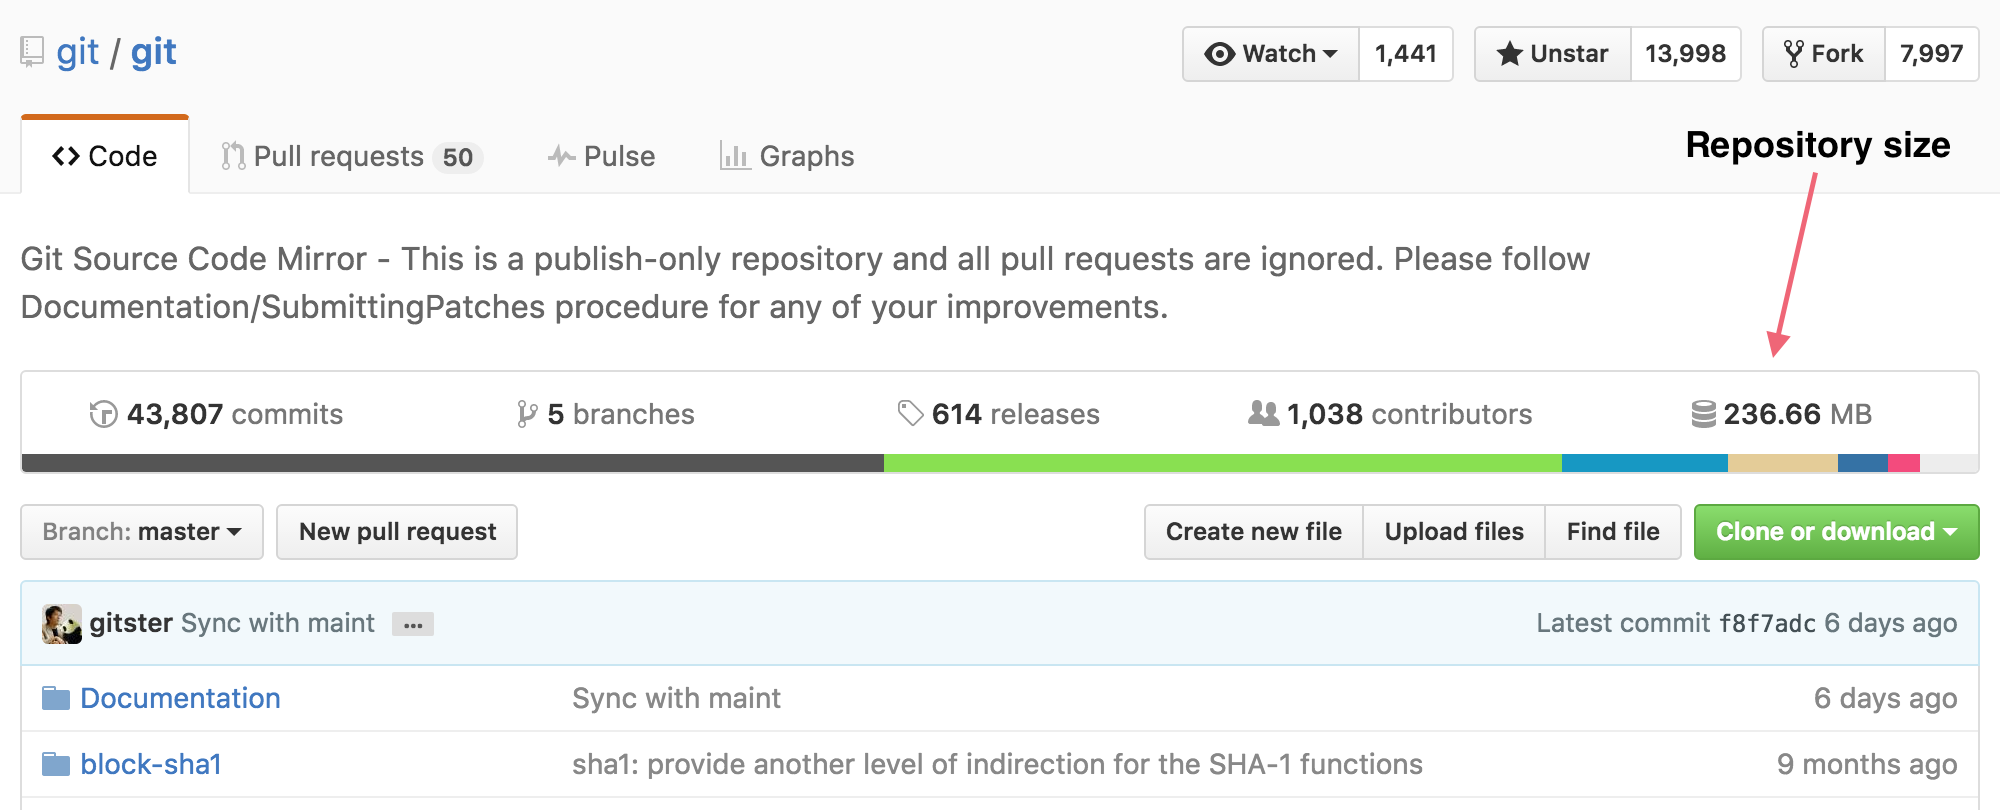 git / git
Watch 1,441 Unstar 13,998 Fork 7,997
Code Pull requests 50 Pulse Graphs
Repository size
Git Source Code Mirror - This is a publish-only repository and all pull requests are ignored. Please follow
Documentation/SubmittingPatches procedure for any of your improvements.
43,807 commits 5 branches 614 releases 1,038 contributors 236.66 MB
Branch: master New pull request Create new file Upload files Find file Clone or download
gitster Sync with maint ... Latest commit f8f7adc 6 days ago
Documentation Sync with maint 6 days ago
block-sha1 sha1: provide another level of indirection for the SHA-1 functions 9 months ago